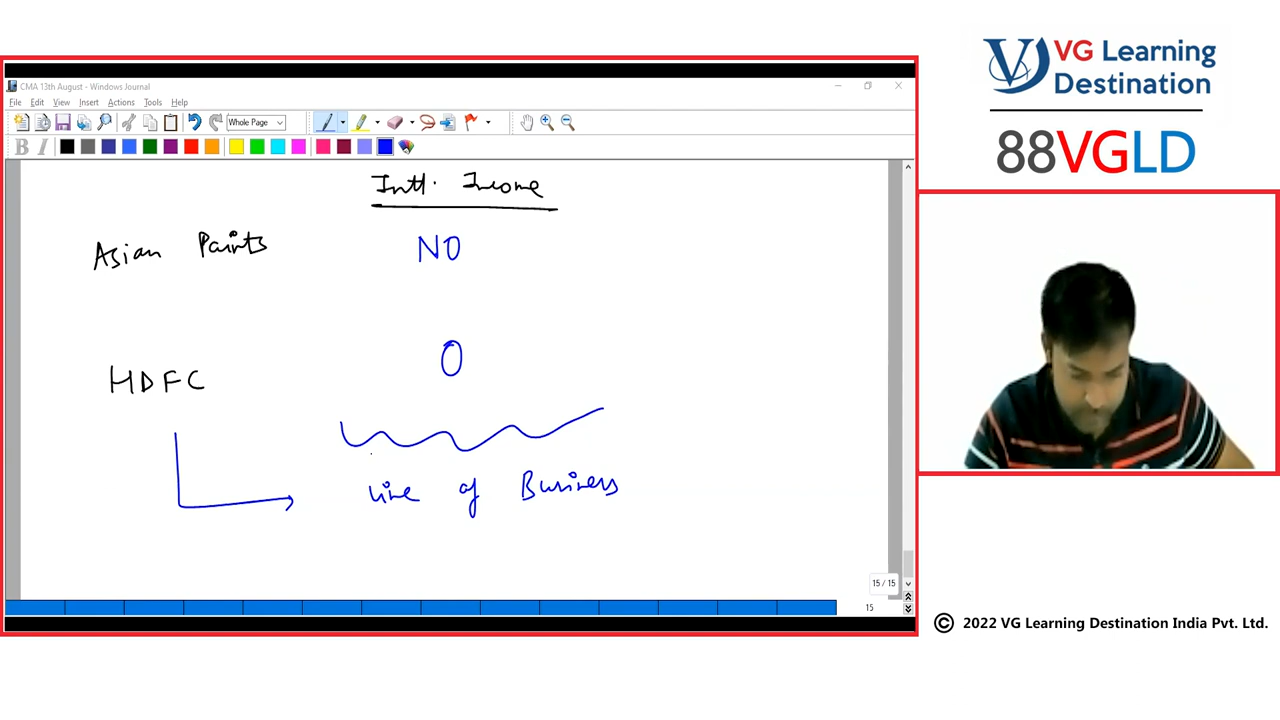 CMA 13th August - Windows Journal
File Edit View Insert Actions Tools Help
Whole Page
B I
Intt. Income
Asian Paints NO
HDFC O
line of Business
15 / 15
15
VG Learning
Destination
88VGLD
© 2022 VG Learning Destination India Pvt. Ltd.